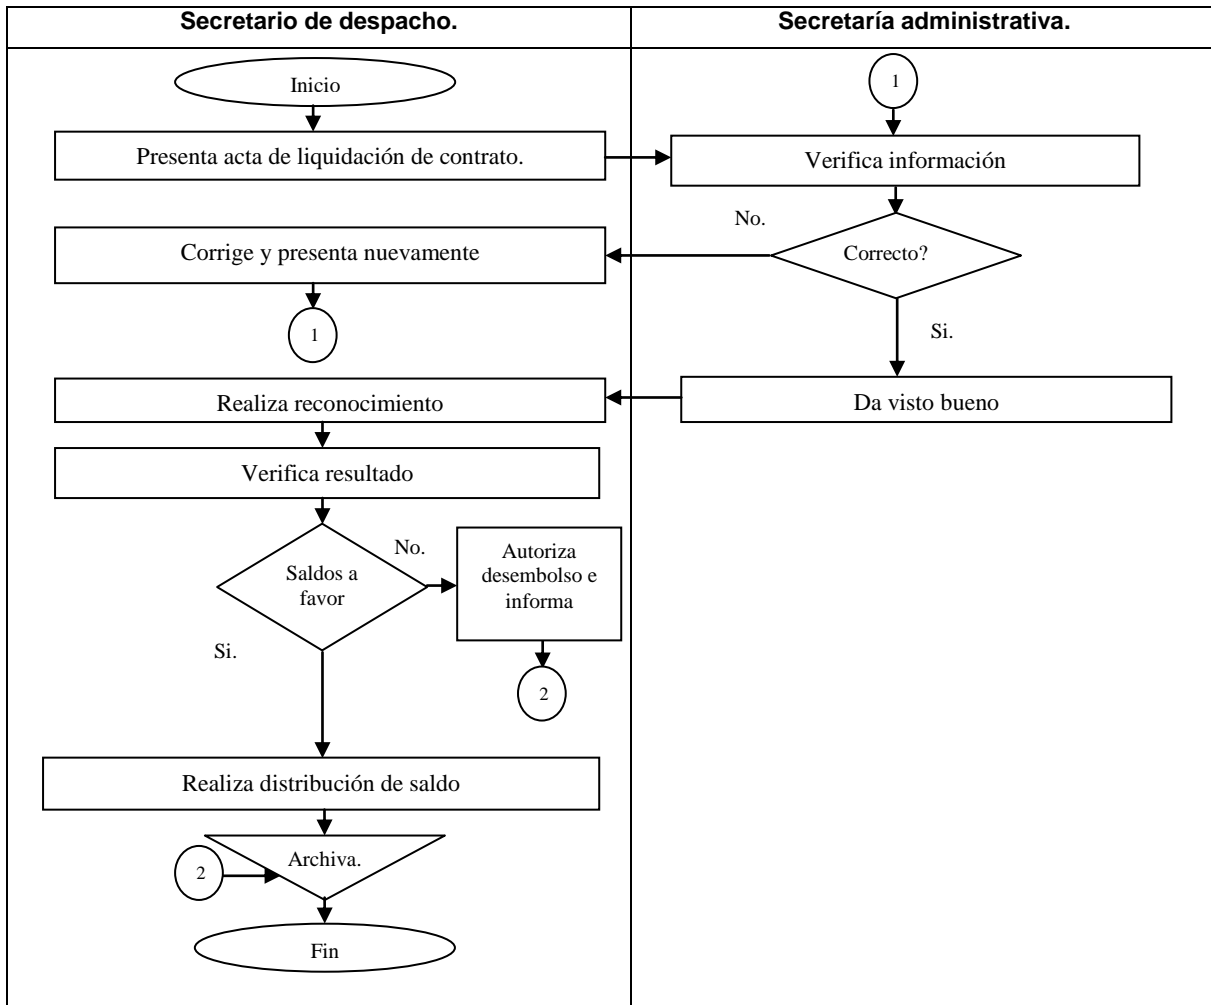 Secretario de despacho.
Secretaría administrativa.
Inicio
1
Presenta acta de liquidación de contrato.
Verifica información
No.
Corrige y presenta nuevamente
Correcto?
1
Si.
Realiza reconocimiento
Da visto bueno
Verifica resultado
No.
Autoriza
desembolso e
informa
Saldos a
favor
Si.
2
Realiza distribución de saldo
Archiva.
2
Fin